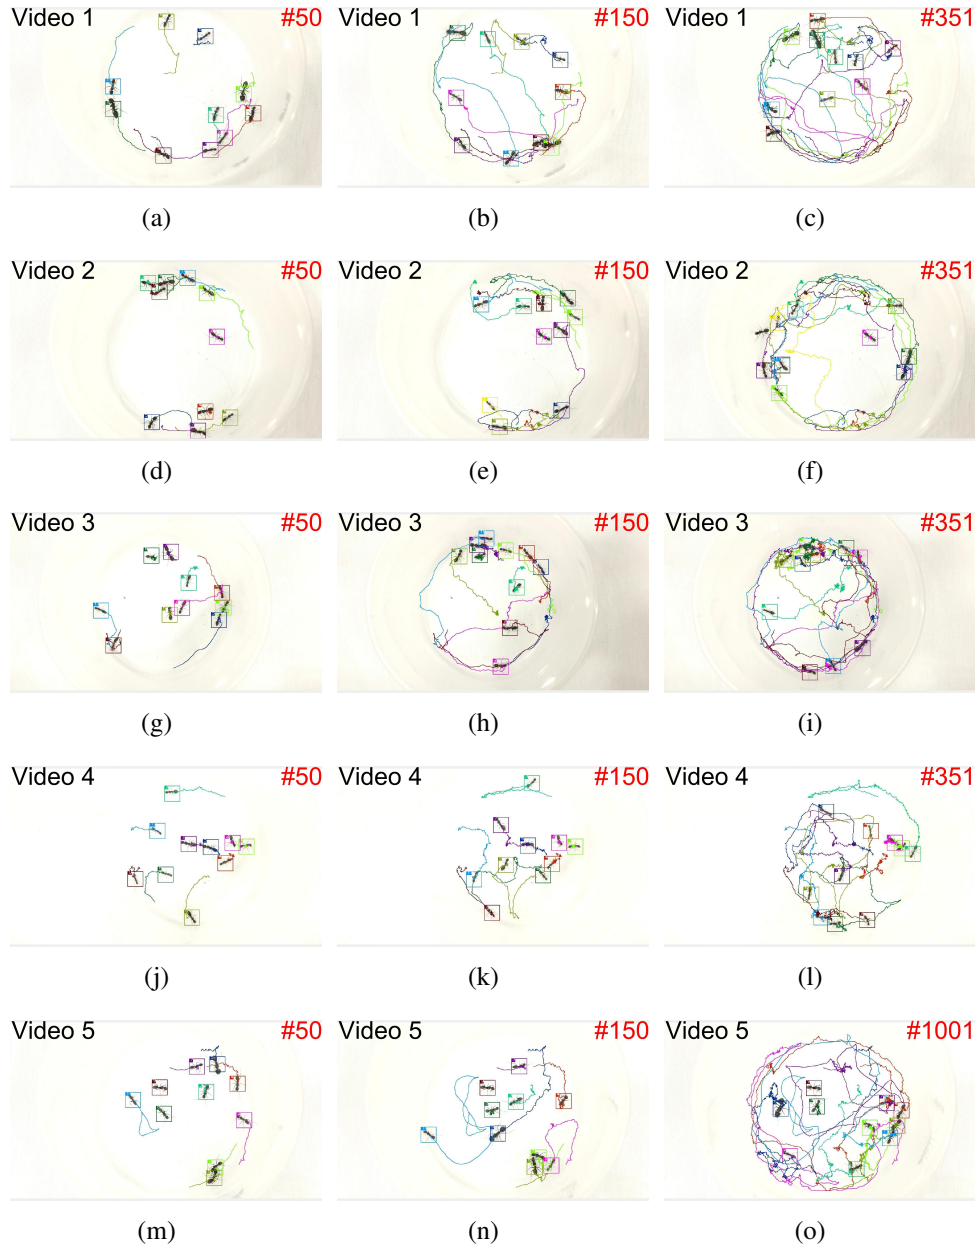 Video 1 #50 Video 1 #150 Video 1 #351
(a) (b) (c)
Video 2 #50 Video 2 #150 Video 2 #351
(d) (e) (f)
Video 3 #50 Video 3 #150 Video 3 #351
(g) (h) (i)
Video 4 #50 Video 4 #150 Video 4 #351
(j) (k) (l)
Video 5 #50 Video 5 #150 Video 5 #1001
(m) (n) (o)